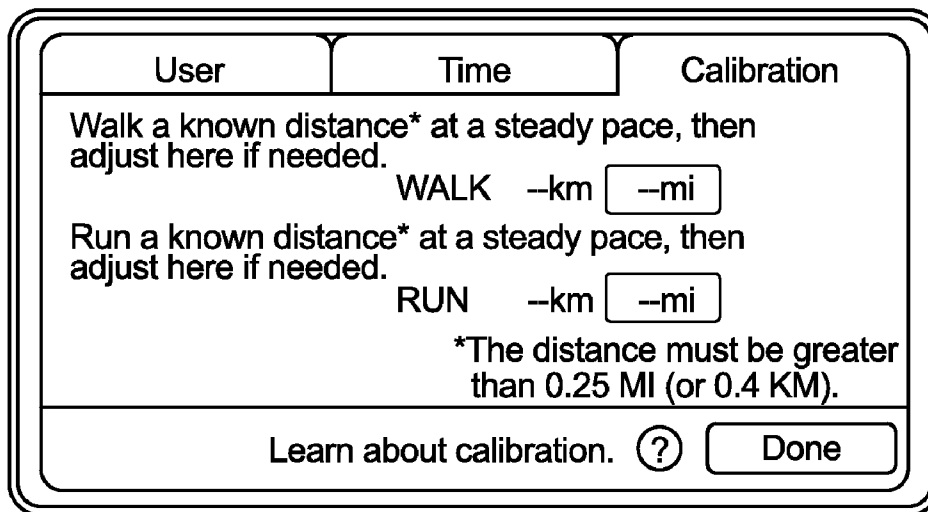 User Time Calibration
Walk a known distance* at a steady pace, then
adjust here if needed.
WALK --km --mi
Run a known distance* at a steady pace, then
adjust here if needed.
RUN --km --mi
*The distance must be greater
than 0.25 MI (or 0.4 KM).
Learn about calibration. ? Done